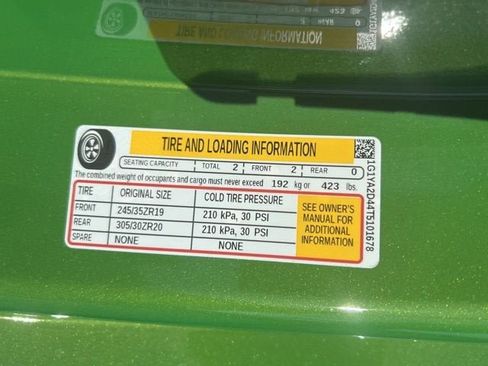 TIRE AND LOADING INFORMATION
SEATING CAPACITY TOTAL 2 FRONT 2 REAR 0
The combined weight of occupants and cargo must never exceed 192 kg or 423 lbs.
TIRE ORIGINAL SIZE COLD TIRE PRESSURE
FRONT 245/35ZR19 210 kPa, 30 PSI
REAR 305/30ZR20 210 kPa, 30 PSI
SPARE NONE NONE
SEE OWNER'S
MANUAL FOR
ADDITIONAL
INFORMATION
1G1YA2D44T5101678